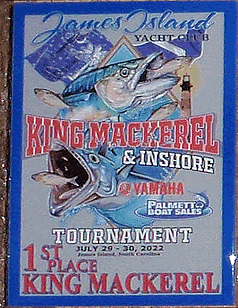 James Island
YACHT CLUB
KING MACKEREL
& INSHORE
YAMAHA
PALMETTO
BOAT SALES
TOURNAMENT
JULY 29 - 30, 2022
James Island, South Carolina
1ST
PLACE
KING MACKEREL